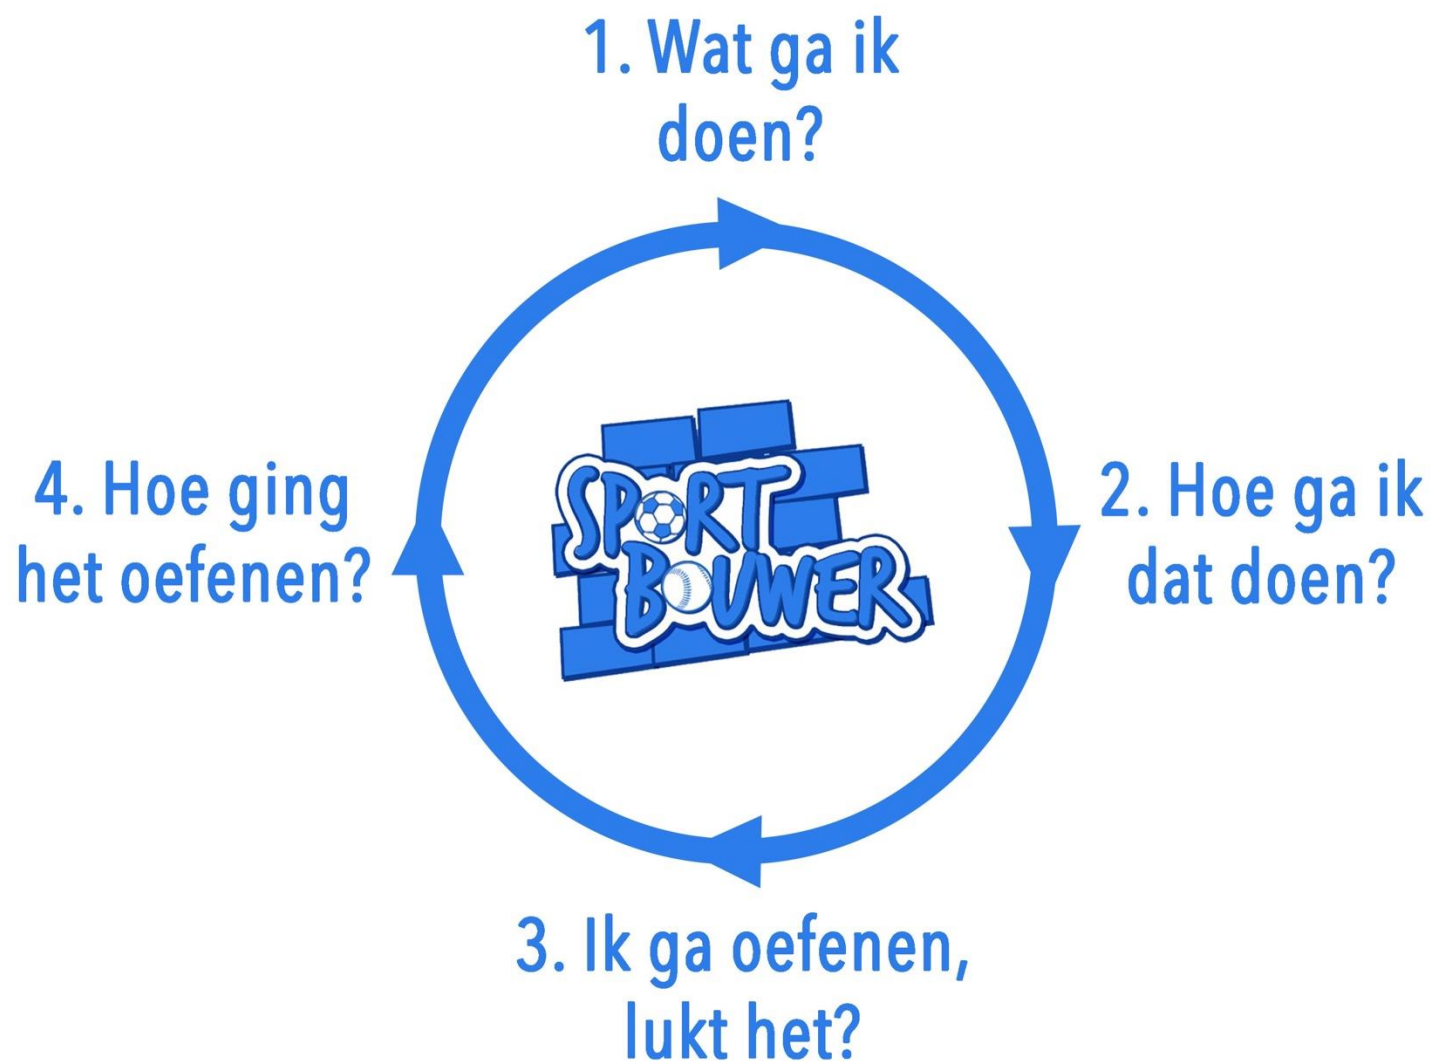 1. Wat ga ik
doen?
2. Hoe ga ik
dat doen?
3. Ik ga oefenen,
lukt het?
4. Hoe ging
het oefenen?
SPORT
BOUWER